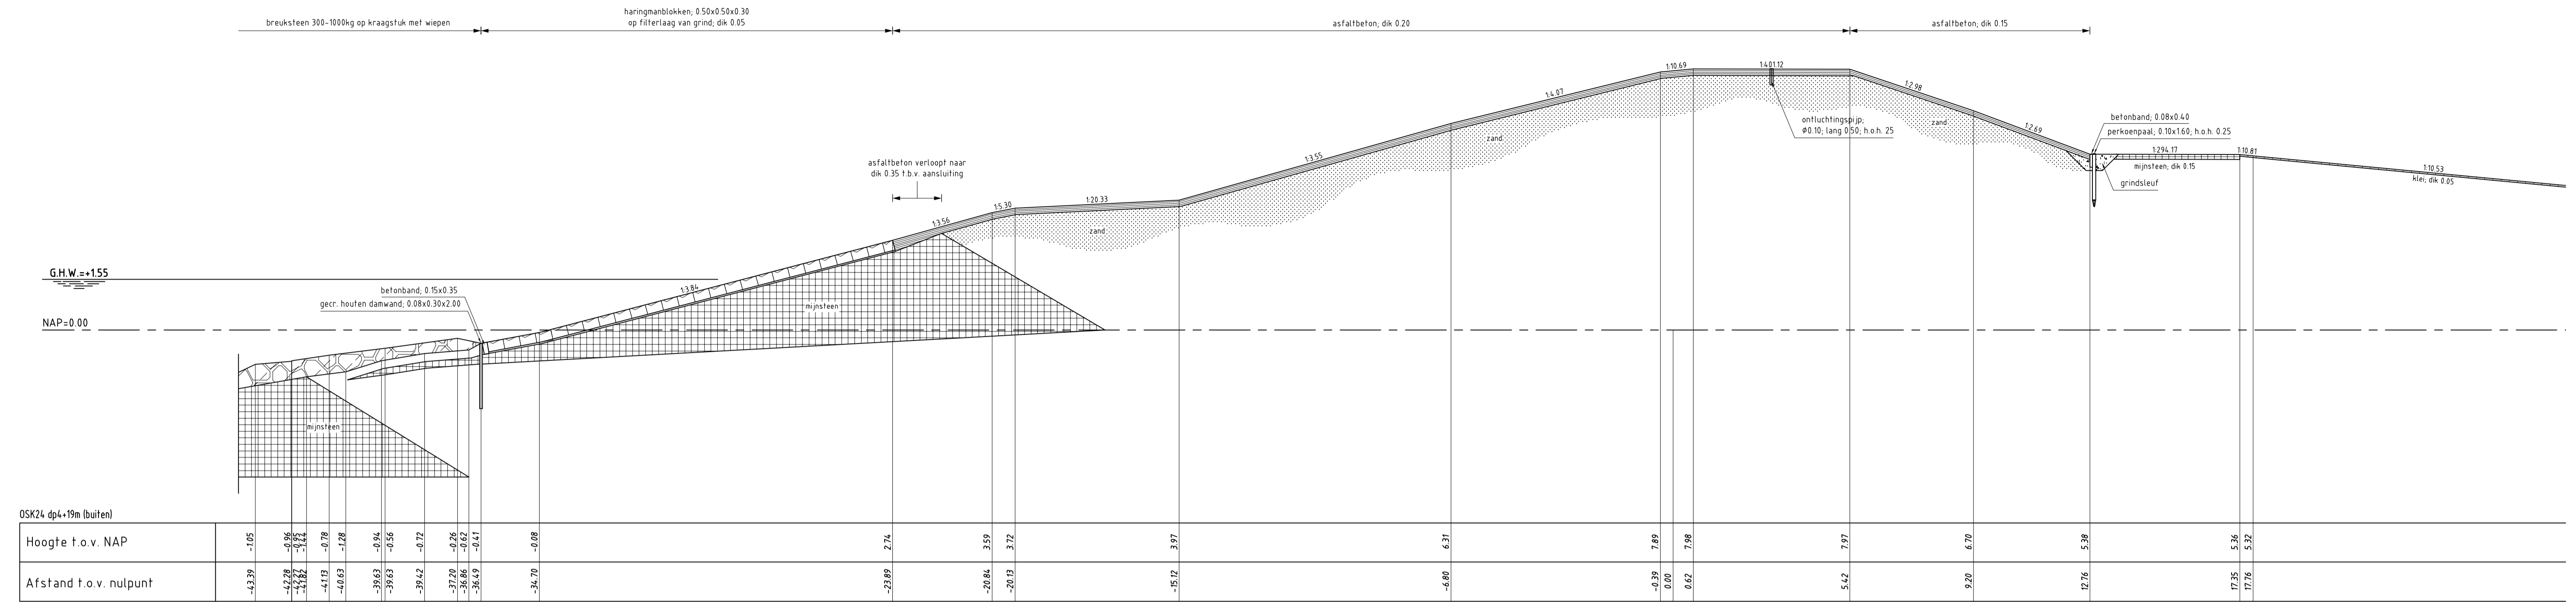 haringmanblokken; 0.50x0.50x0.30
breuksteen 300-1000kg op kraagstuk met wiepen
op filterlaag van grind; dik 0.05
asfaltbeton; dik 0.20
asfaltbeton; dik 0.15
1:10.69
1:401.12
1:4.07
1:2.98
ontluchtingspijp;
Ø0.10; lang 0.50; h.o.h. 25
betonband; 0.08x0.40
perkoenpaal; 0.10x1.60; h.o.h. 0.25
zand
zand
1:2.69
1:3.55
asfaltbeton verloopt naar
dik 0.35 t.b.v. aansluiting
1:294.17
1:10.81
mijnsteen; dik 0.15
1:10.53
klei; dik 0.05
grindsleuf
1:20.33
1:5.30
1:3.56
zand
G.H.W.=+1.55
betonband; 0.15x0.35
gecr. houten damwand; 0.08x0.30x2.00
1:3.84
mijnsteen
NAP=0.00
mijnsteen
OSK24 dp4+19m (buiten)
Hoogte t.o.v. NAP -1.05 -0.96 -0.95 -1.44 -0.78 -1.28 -0.94 -0.56 -0.72 -0.26 -0.62 -0.41 -0.08 2.74 3.59 3.72 3.97 6.31 7.89 7.98 7.97 6.70 5.38 5.36 5.32
Afstand t.o.v. nulpunt -43.39 -42.28 -42.27 -41.82 -41.13 -40.63 -39.63 -39.63 -39.42 -37.20 -36.86 -36.49 -34.70 -23.89 -20.84 -20.13 -15.12 -6.80 -0.39 0.00 0.62 5.42 9.20 12.76 17.35 17.76